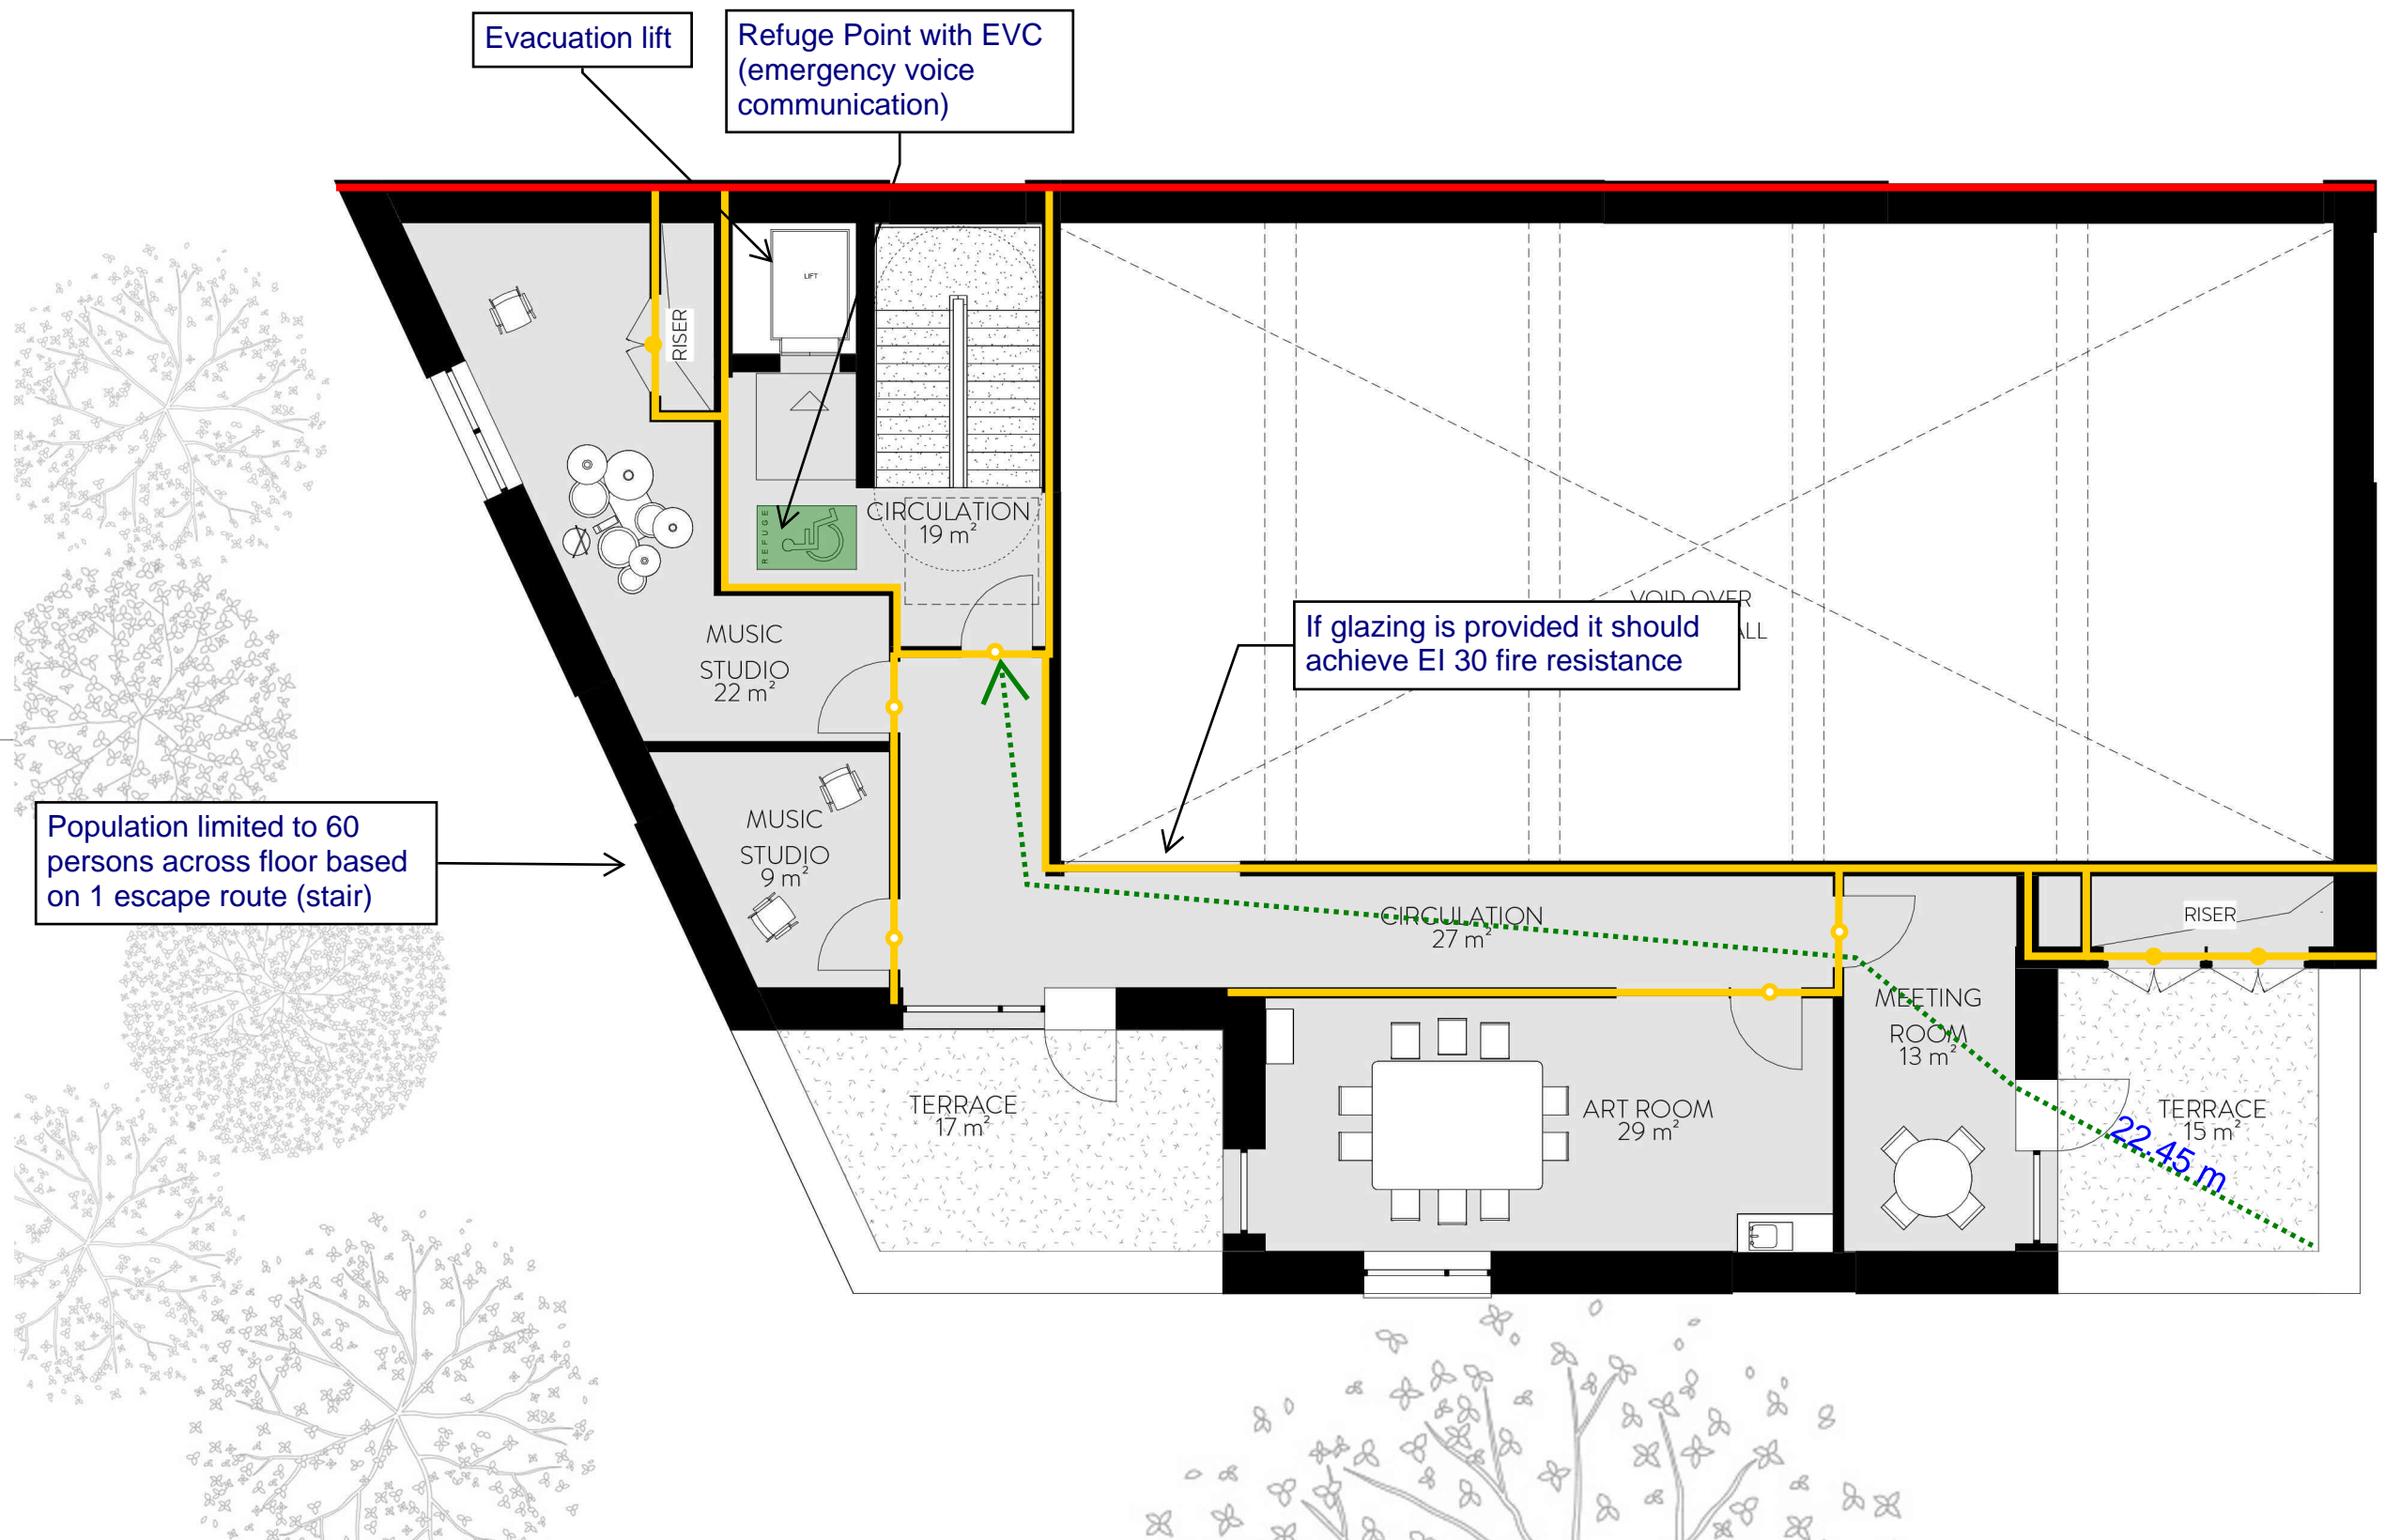 Evacuation lift
Refuge Point with EVC
(emergency voice
communication)
LIFT
RISER
REFUGE
CIRCULATION
19 m²
VOID OVER
ALL
If glazing is provided it should
achieve EI 30 fire resistance
MUSIC
STUDIO
22 m²
MUSIC
STUDIO
9 m²
Population limited to 60
persons across floor based
on 1 escape route (stair)
CIRCULATION
27 m²
RISER
MEETING
ROOM
13 m²
TERRACE
17 m²
ART ROOM
29 m²
TERRACE
15 m²
22.45 m